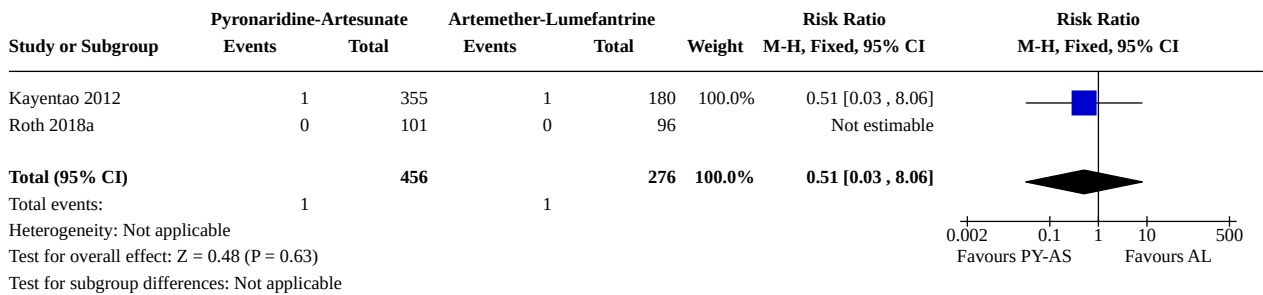 Pyronaridine-Artesunate Artemether-Lumefantrine Risk Ratio Risk Ratio
Study or Subgroup Events Total Events Total Weight M-H, Fixed, 95% CI M-H, Fixed, 95% CI
Kayentao 2012 1 355 1 180 100.0% 0.51 [0.03 , 8.06]
Roth 2018a 0 101 0 96 Not estimable
Total (95% CI) 456 276 100.0% 0.51 [0.03 , 8.06]
Total events: 1 1
Heterogeneity: Not applicable
0.002 0.1 1 10 500
Test for overall effect: Z = 0.48 (P = 0.63) Favours PY-AS Favours AL
Test for subgroup differences: Not applicable